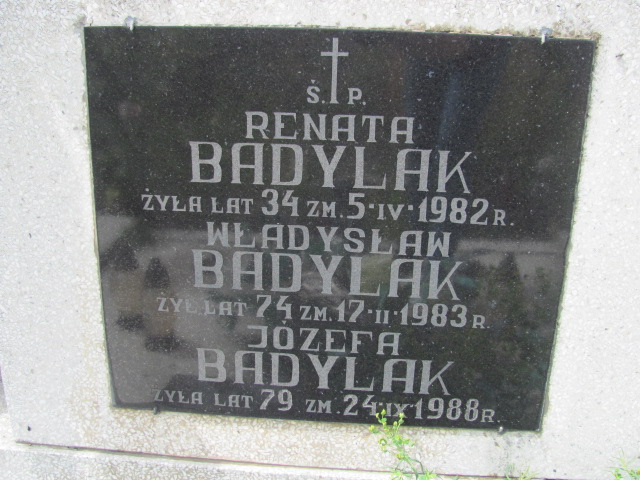 Ś. P.
RENATA
BADYLAK
ŻYŁA LAT 34 ZM. 5·IV·1982 R.
WŁADYSŁAW
BADYLAK
ŻYŁ LAT 74 ZM. 17·II·1983 R.
JÓZEFA
BADYLAK
ŻYŁA LAT 79 ZM. 24·IX·1988 R.